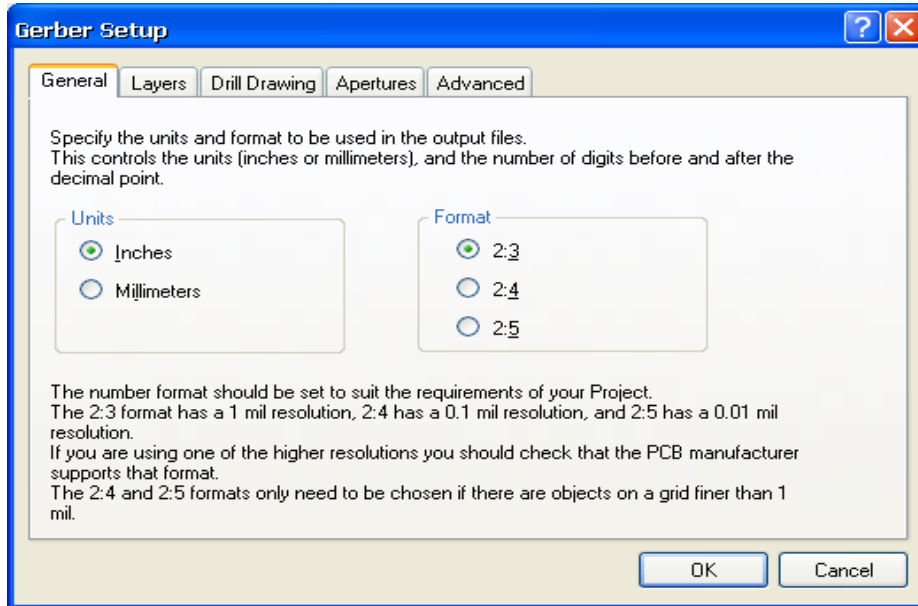 Gerber Setup
General Layers Drill Drawing Apertures Advanced
Specify the units and format to be used in the output files.
This controls the units (inches or millimeters), and the number of digits before and after the
decimal point.
Units
Inches
Millimeters
Format
2:3
2:4
2:5
The number format should be set to suit the requirements of your Project.
The 2:3 format has a 1 mil resolution, 2:4 has a 0.1 mil resolution, and 2:5 has a 0.01 mil
resolution.
If you are using one of the higher resolutions you should check that the PCB manufacturer
supports that format.
The 2:4 and 2:5 formats only need to be chosen if there are objects on a grid finer than 1
mil.
OK Cancel